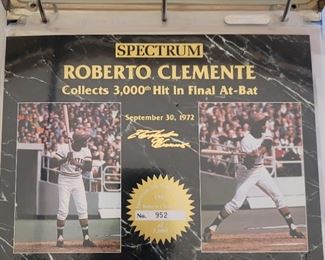 SPECTRUM
ROBERTO CLEMENTE
Collects 3,000th Hit in Final At-Bat
September 30, 1972
No. 952